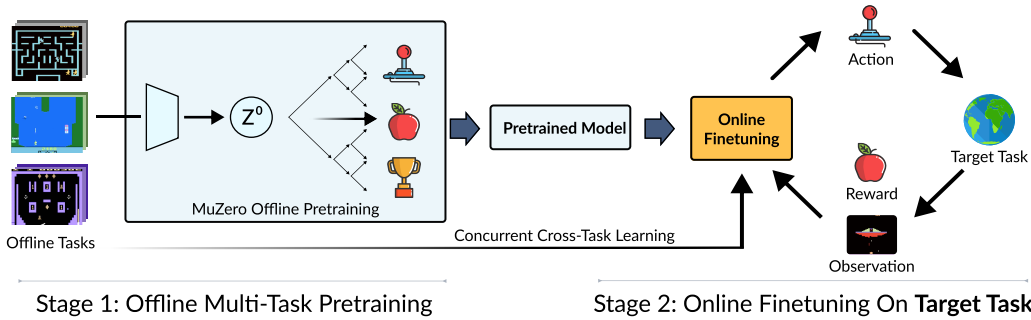 Offline Tasks
Z⁰
MuZero Offline Pretraining
Pretrained Model
Online
Finetuning
Action
Target Task
Reward
Observation
Concurrent Cross-Task Learning
Stage 1: Offline Multi-Task Pretraining
Stage 2: Online Finetuning On Target Task